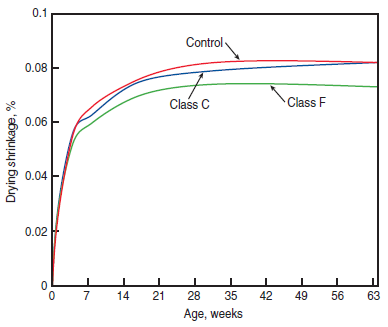 0.1
0.08
0.06
0.04
0.02
0
Drying shrinkage, %
Control
Class C
Class F
0 7 14 21 28 35 42 49 56 63
Age, weeks